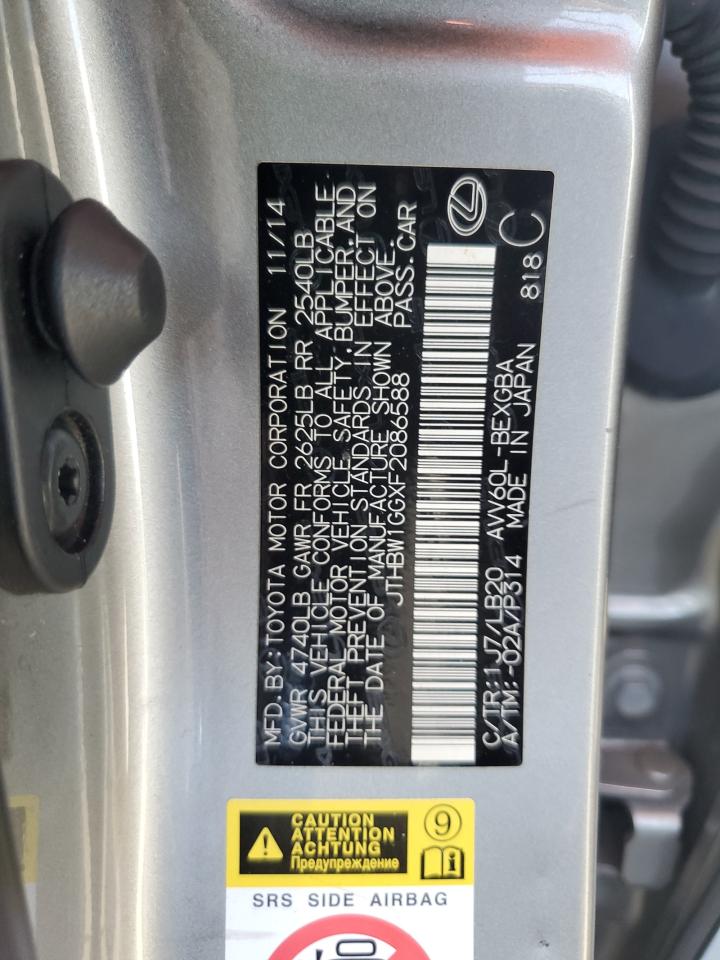 MFD. BY: TOYOTA MOTOR CORPORATION 11/14
GVWR 4740LB GAWR FR 2625LB RR 2540LB
THIS VEHICLE CONFORMS TO ALL APPLICABLE
FEDERAL MOTOR VEHICLE SAFETY, BUMPER, AND
THEFT PREVENTION STANDARDS IN EFFECT ON
THE DATE OF MANUFACTURE SHOWN ABOVE.
JTHBW1GGXF2086588 PASS. CAR
C/TR: 1J7/LB20 AVV60L-BEXGBA 818 C
A/TM: -02A/P314 MADE IN JAPAN
CAUTION
ATTENTION
ACHTUNG
Предупреждение
9
i
SRS SIDE AIRBAG